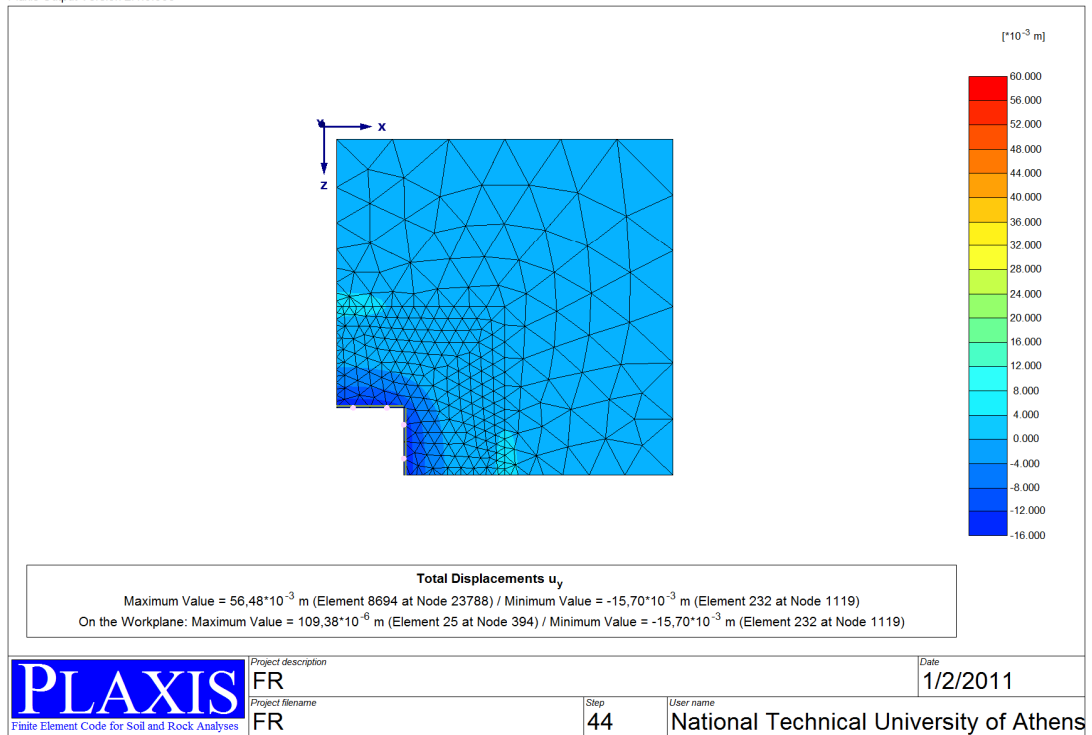 [*10-3 m]
60.000
56.000
52.000
48.000
44.000
40.000
36.000
32.000
28.000
24.000
20.000
16.000
12.000
8.000
4.000
0.000
-4.000
-8.000
-12.000
-16.000
Y
x
z
Total Displacements uy
Maximum Value = 56,48*10-3 m (Element 8694 at Node 23788) / Minimum Value = -15,70*10-3 m (Element 232 at Node 1119)
On the Workplane: Maximum Value = 109,38*10-6 m (Element 25 at Node 394) / Minimum Value = -15,70*10-3 m (Element 232 at Node 1119)
PLAXIS
Finite Element Code for Soil and Rock Analyses
Project description
FR
Date
1/2/2011
Project filename
FR
Step
44
User name
National Technical University of Athens